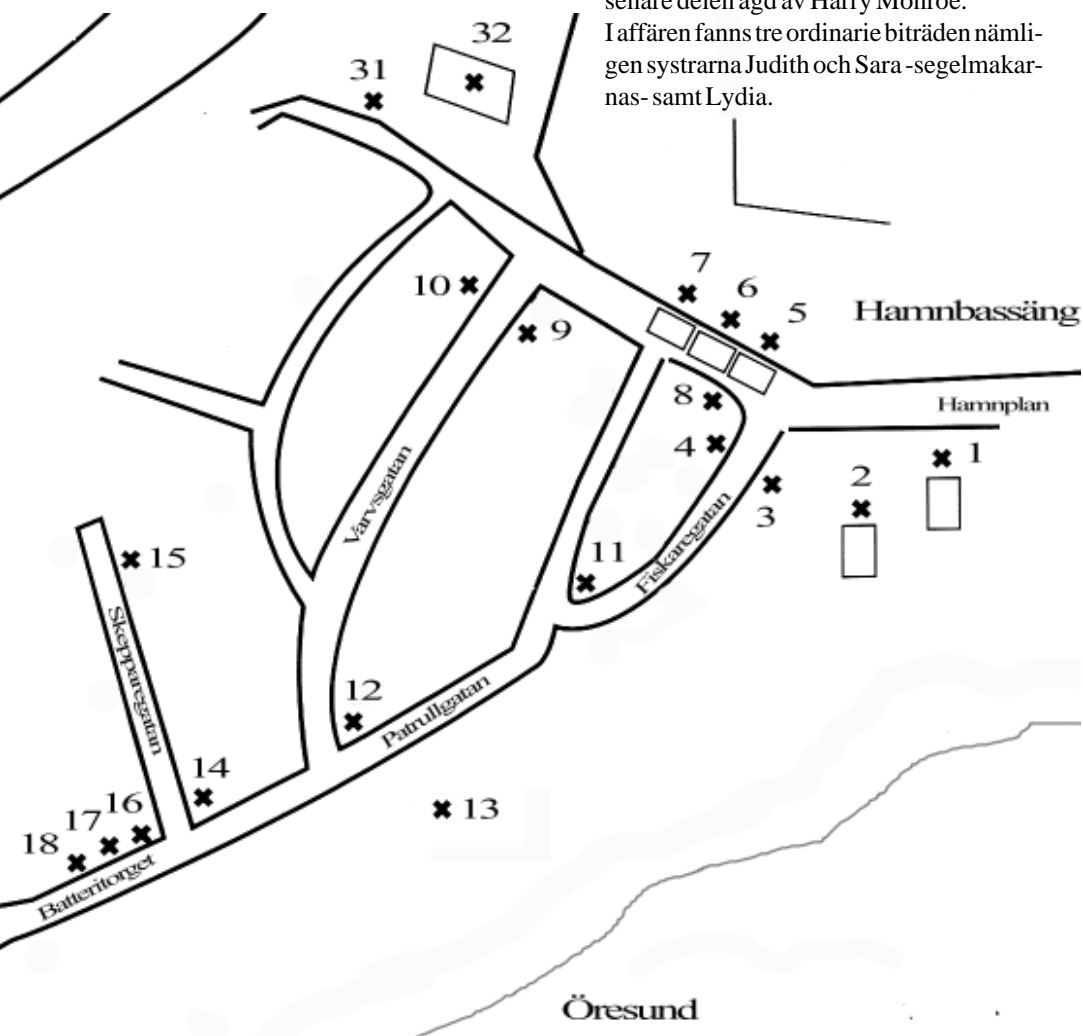 senare delen ägd av Harry Monroe.
I affären fanns tre ordinarie biträden nämli-
gen systrarna Judith och Sara -segelmakar-
nas- samt Lydia.
32
31
7
6
5
10
9
Hamnbassäng
Hamnplan
8
4
1
2
3
Varvsgatan
11
Fiskaregatan
15
Skepparegatan
12
Patrullgatan
14
13
16
17
18
Batteritorget
Öresund